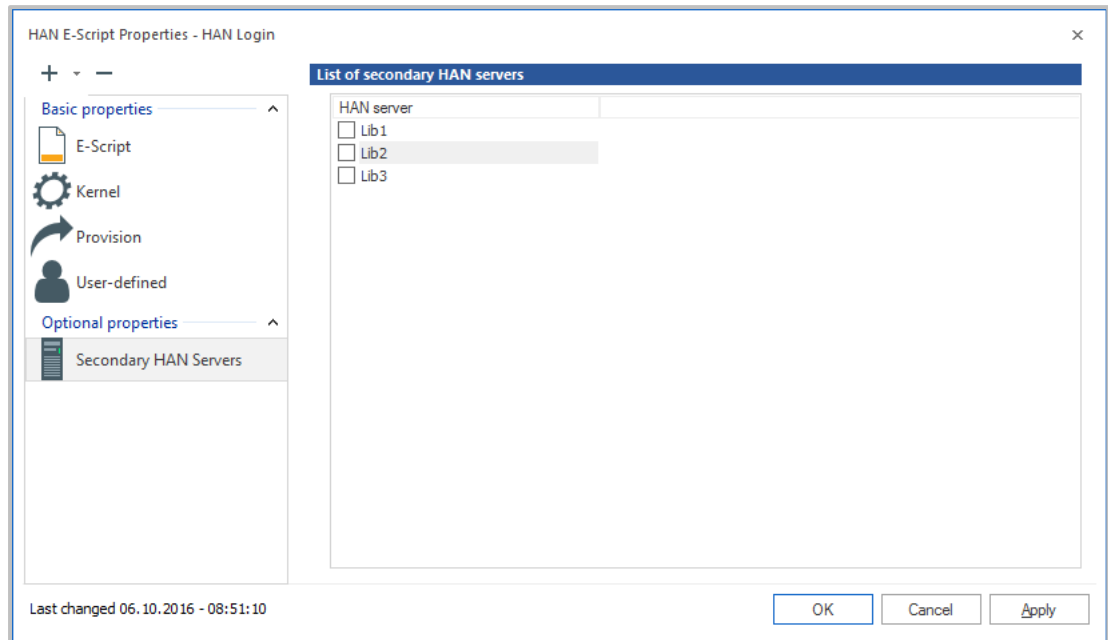 HAN E-Script Properties - HAN Login
List of secondary HAN servers
Basic properties
E-Script
Kernel
Provision
User-defined
Optional properties
Secondary HAN Servers
HAN server
Lib1
Lib2
Lib3
Last changed 06.10.2016 - 08:51:10
OK
Cancel
Apply